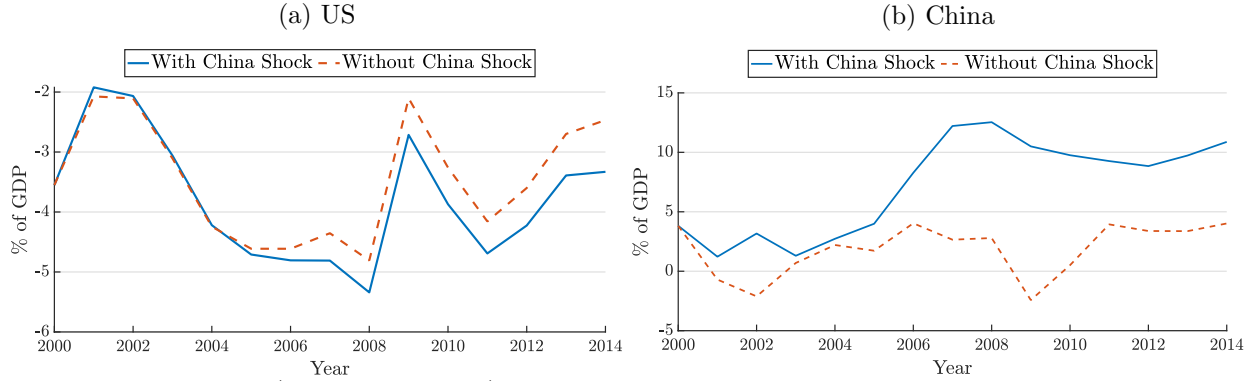 (a) US
With China Shock Without China Shock
% of GDP
-2
-3
-4
-5
-6
2000 2002 2004 2006 2008 2010 2012 2014
Year
(b) China
With China Shock Without China Shock
% of GDP
15
10
5
0
-5
2000 2002 2004 2006 2008 2010 2012 2014
Year